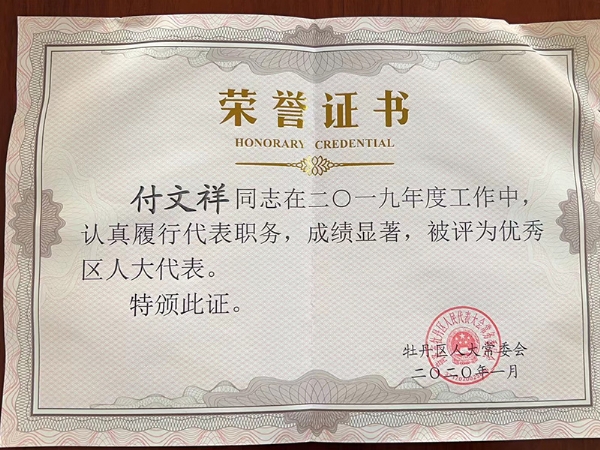 荣誉证书
HONORARY CREDENTIAL
付文祥同志在二〇一九年度工作中，
认真履行代表职务，成绩显著，被评为优秀
区人大代表。
特颁此证。
牡丹区人大常委会
二〇二〇年一月